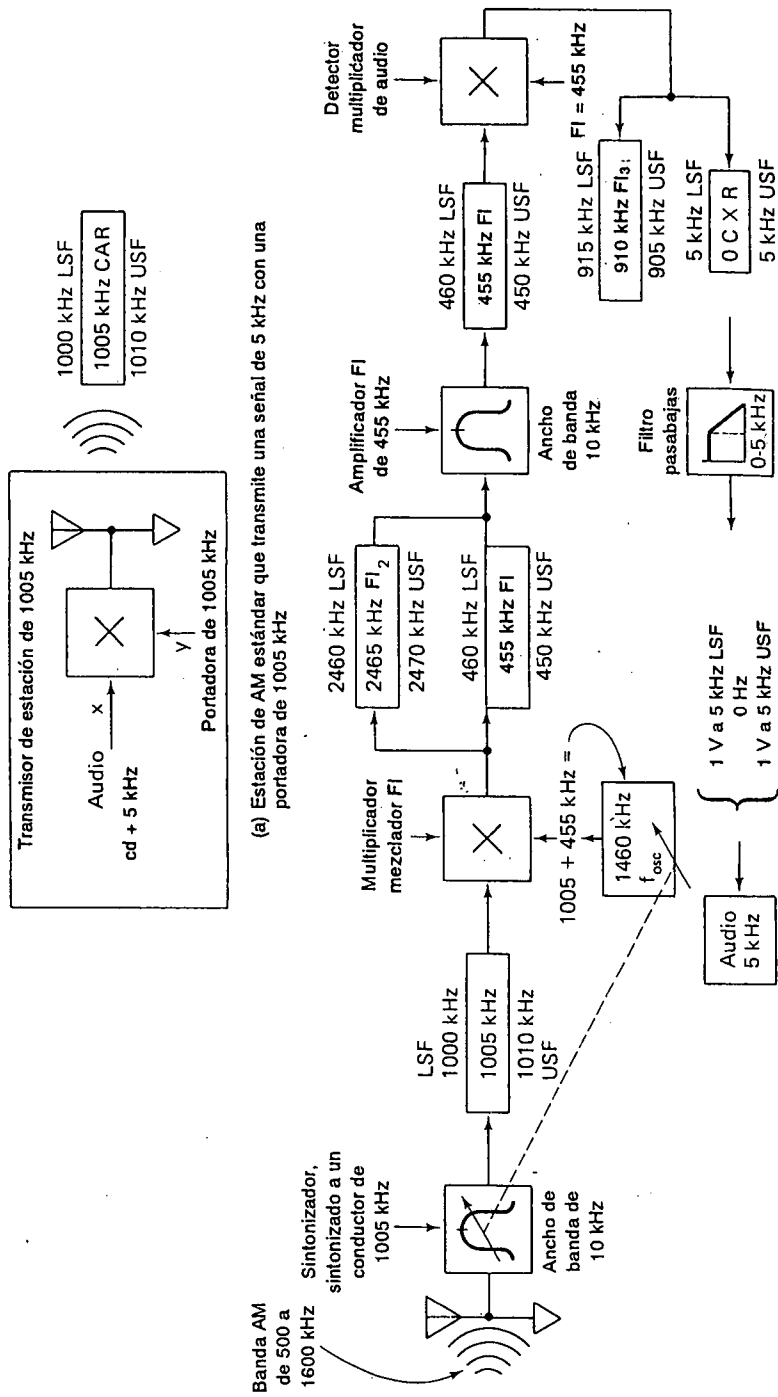 Transmisor de estación de 1005 kHz
Audio
cd + 5 kHz
x
y
Portadora de 1005 kHz
1000 kHz LSF
1005 kHz CAR
1010 kHz USF
(a) Estación de AM estándar que transmite una señal de 5 kHz con una
portadora de 1005 kHz
Banda AM
de 500 a
1600 kHz
Sintonizador,
sintonizado a un
conductor de
1005 kHz
Ancho de
banda de
10 kHz
LSF
1000 kHz
1005 kHz
1010 kHz
USF
Multiplicador
mezclador FI
1005 + 455 kHz =
1460 kHz
fosc
2460 kHz LSF
2465 kHz FI2
2470 kHz USF
460 kHz LSF
455 kHz FI
450 kHz USF
Amplificador FI
de 455 kHz
Ancho
de banda
10 kHz
460 kHz LSF
455 kHz FI
450 kHz USF
Detector
multiplicador
de audio
FI = 455 kHz
915 kHz LSF
910 kHz FI3:
905 kHz USF
5 kHz LSF
0 C X R
5 kHz USF
Filtro
pasabajas
0-5 kHz
1 V a 5 kHz LSF
0 Hz
1 V a 5 kHz USF
Audio
5 kHz